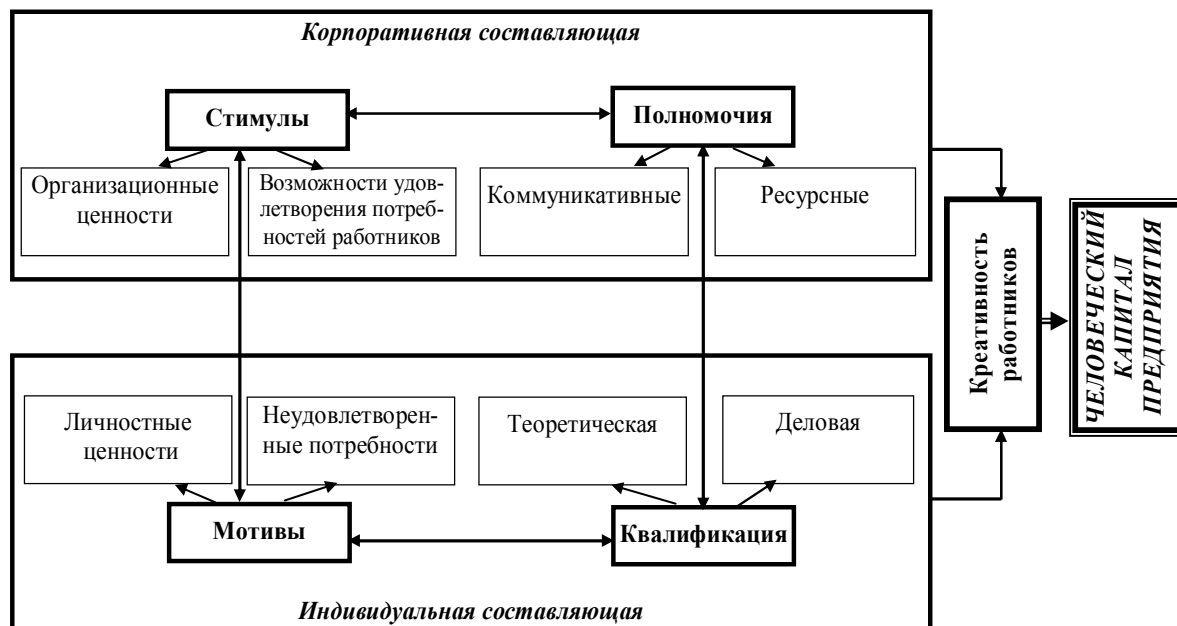 Корпоративная составляющая
Стимулы
Полномочия
Организационные
ценности
Возможности удов-
летворения потреб-
ностей работников
Коммуникативные
Ресурсные
Личностные
ценности
Неудовлетворен-
ные потребности
Теоретическая
Деловая
Мотивы
Квалификация
Индивидуальная составляющая
Креативность
работников
ЧЕЛОВЕЧЕСКИЙ
КАПИТАЛ
ПРЕДПРИЯТИЯ